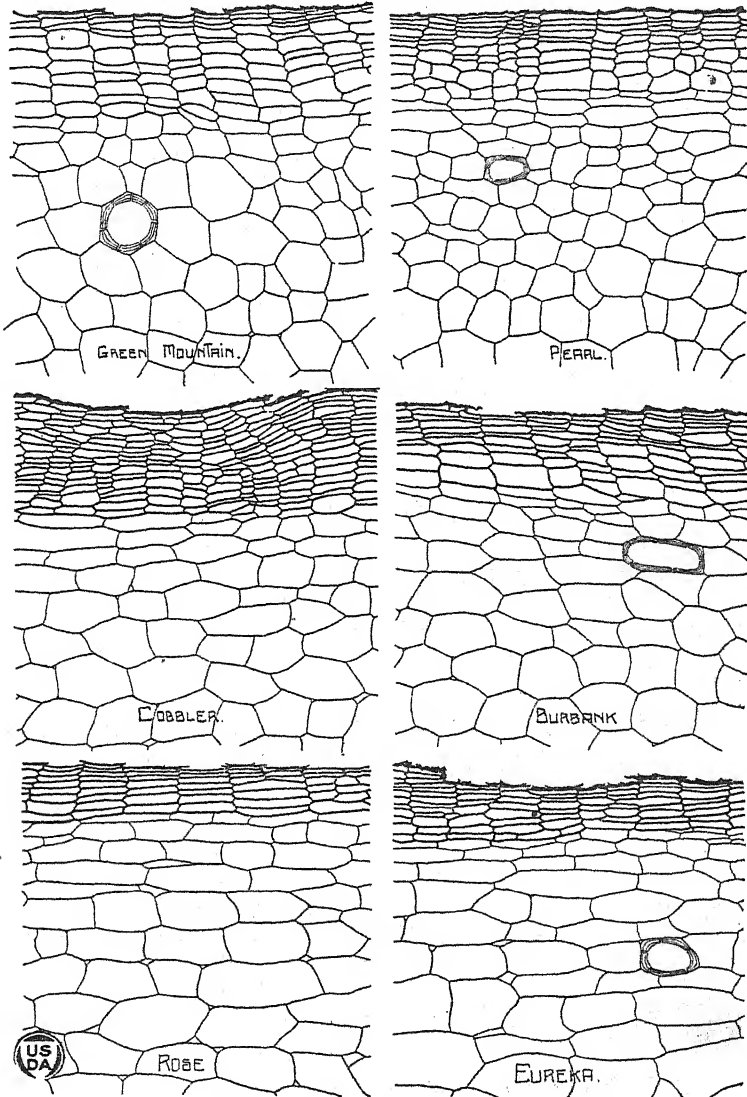 GREEN MOUNTAIN.
PEARL.
COBBLER.
BURBANK
US
DA
ROSE
EUREKA.